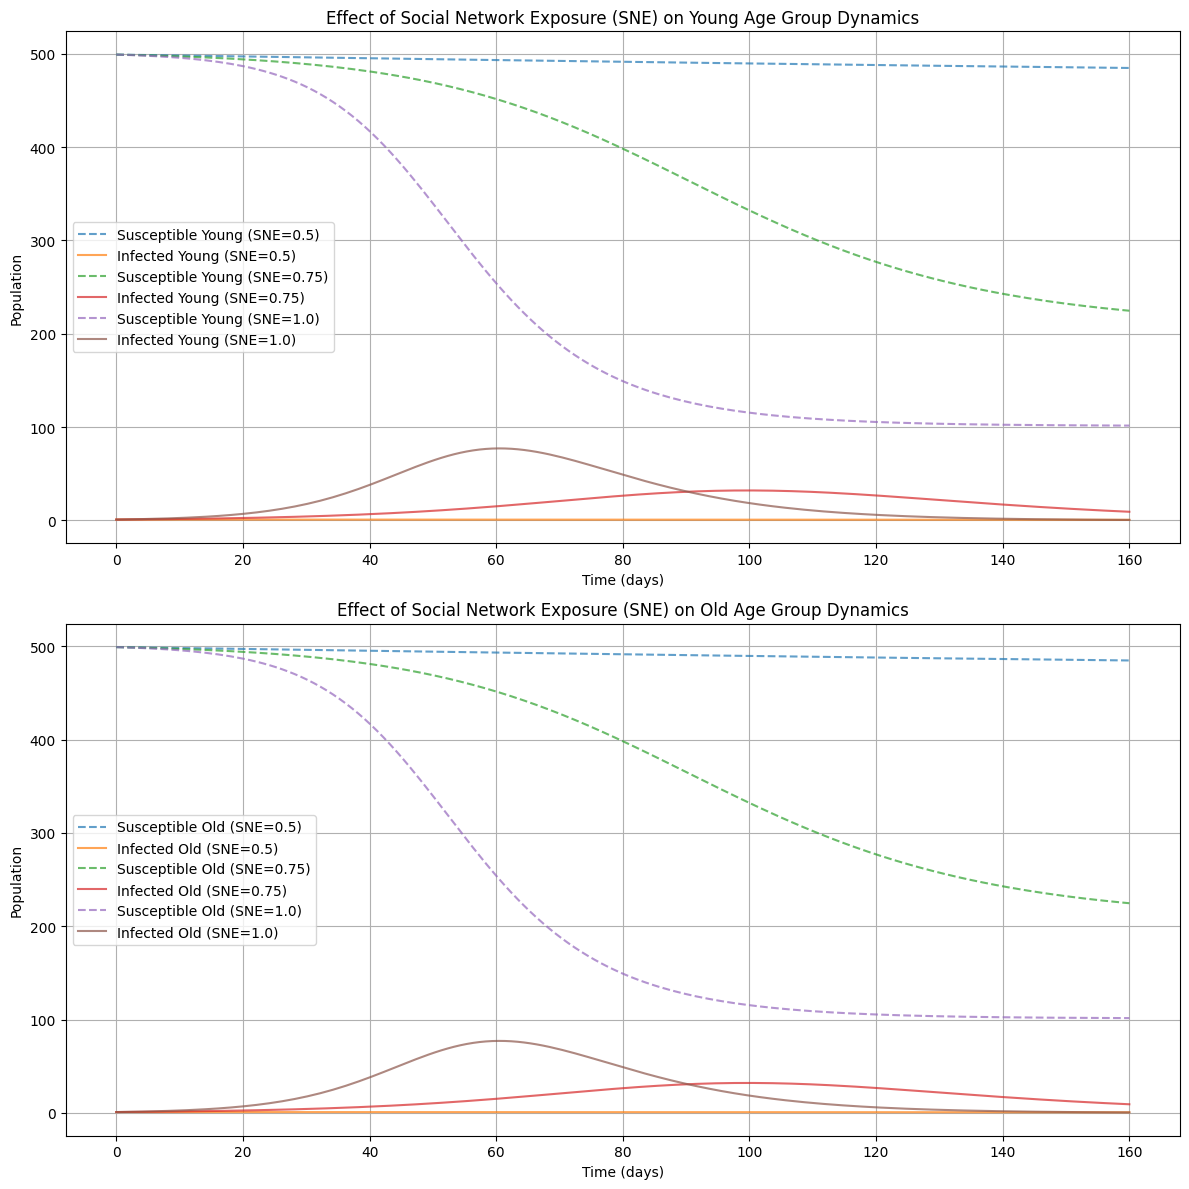 Effect of Social Network Exposure (SNE) on Young Age Group Dynamics
500
400
300
200
100
0
Population
Susceptible Young (SNE=0.5)
Infected Young (SNE=0.5)
Susceptible Young (SNE=0.75)
Infected Young (SNE=0.75)
Susceptible Young (SNE=1.0)
Infected Young (SNE=1.0)
0 20 40 60 80 100 120 140 160
Time (days)
Effect of Social Network Exposure (SNE) on Old Age Group Dynamics
500
400
300
200
100
0
Population
Susceptible Old (SNE=0.5)
Infected Old (SNE=0.5)
Susceptible Old (SNE=0.75)
Infected Old (SNE=0.75)
Susceptible Old (SNE=1.0)
Infected Old (SNE=1.0)
0 20 40 60 80 100 120 140 160
Time (days)